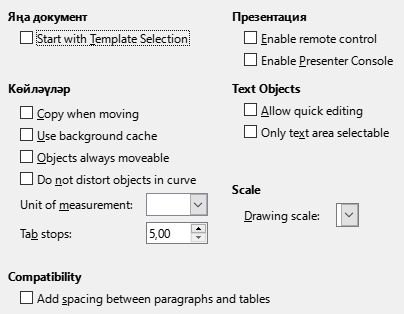 Яңа документ
Start with Template Selection
Көйләүләр
Copy when moving
Use background cache
Objects always moveable
Do not distort objects in curve
Unit of measurement:
Tab stops: 5,00
Compatibility
Add spacing between paragraphs and tables
Презентация
Enable remote control
Enable Presenter Console
Text Objects
Allow quick editing
Only text area selectable
Scale
Drawing scale: